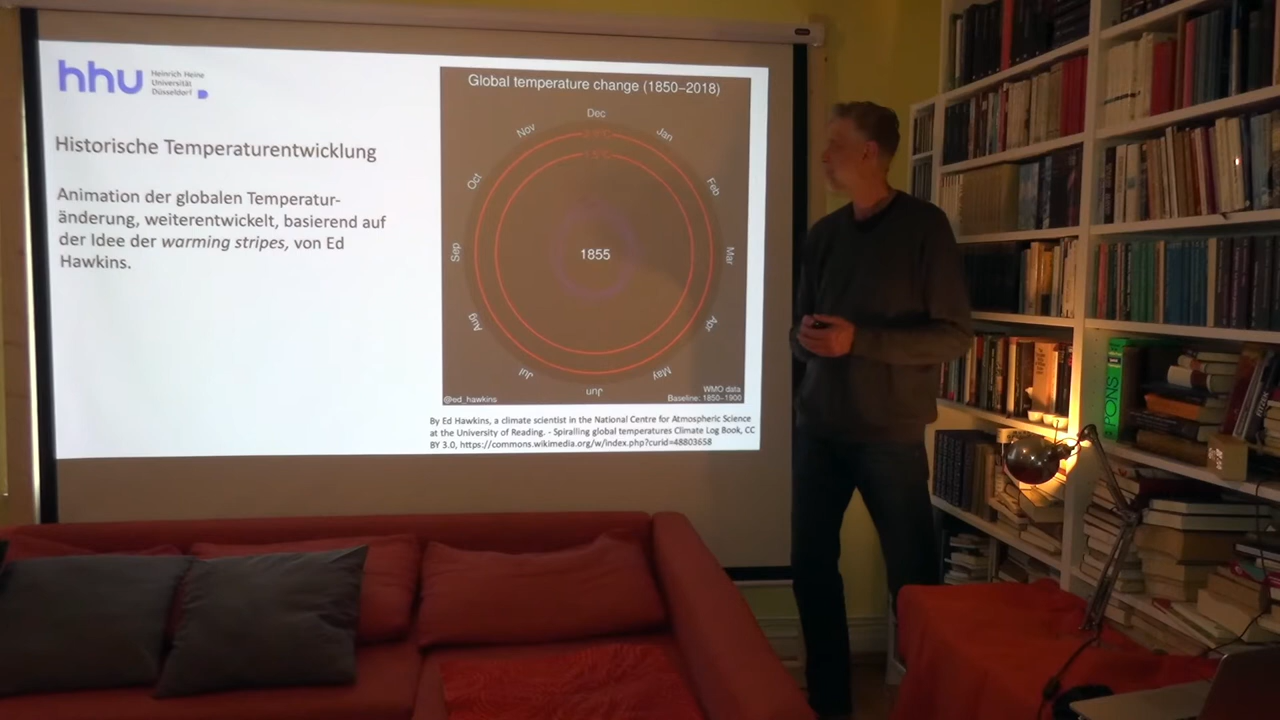 hhu Heinrich Heine
Universität
Düsseldorf
Historische Temperaturentwicklung
Animation der globalen Temperatur-
änderung, weiterentwickelt, basierend auf
der Idee der warming stripes, von Ed
Hawkins.
Global temperature change (1850–2018)
Dec
Jan
Feb
Mar
Apr
May
Jun
Jul
Aug
Sep
Oct
Nov
1855
@ed_hawkins
WMO data
Baseline: 1850–1900
By Ed Hawkins, a climate scientist in the National Centre for Atmospheric Science
at the University of Reading. - Spiralling global temperatures Climate Log Book, CC
BY 3.0, https://commons.wikimedia.org/w/index.php?curid=48803658
PONS